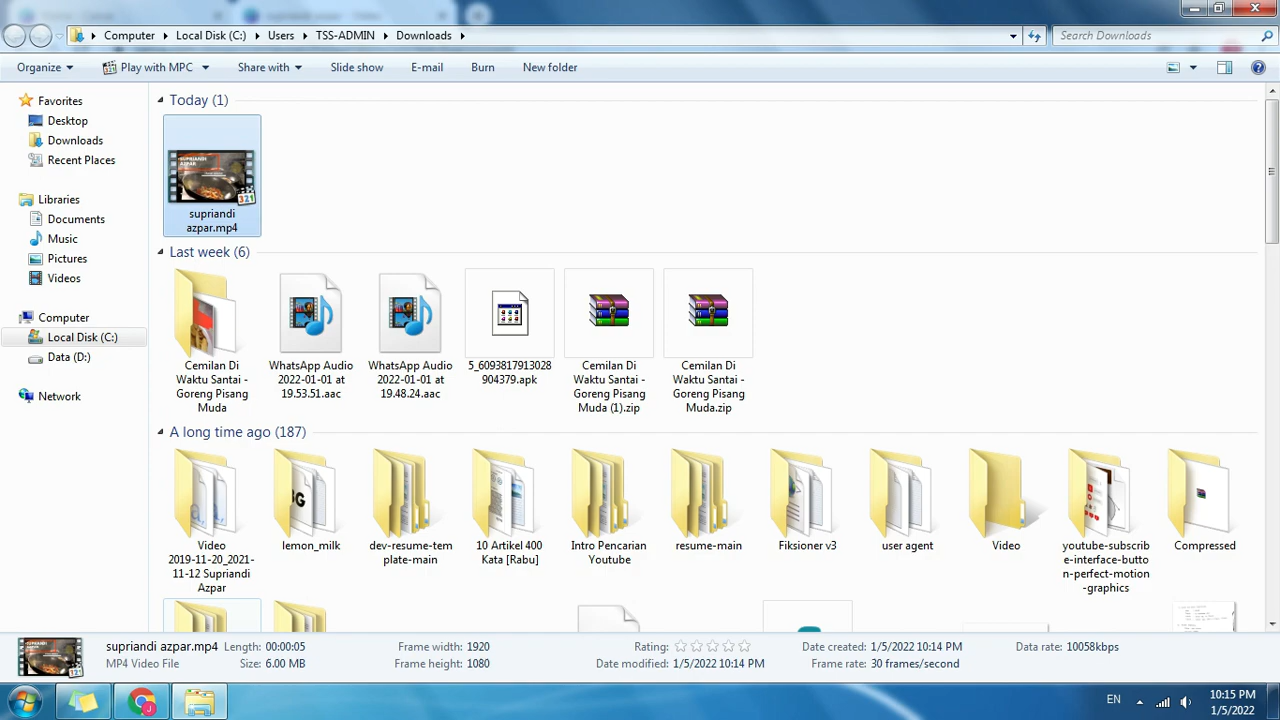 Computer
Local Disk (C:)
Users
TSS-ADMIN
Downloads
Search Downloads
Organize
Play with MPC
Share with
Slide show
E-mail
Burn
New folder
Favorites
Desktop
Downloads
Recent Places
Libraries
Documents
Music
Pictures
Videos
Computer
Local Disk (C:)
Data (D:)
Network
Today (1)
SUPRIANDI
AZPAR
321
supriandi
azpar.mp4
Last week (6)
Cemilan Di
Waktu Santai -
Goreng Pisang
Muda
WhatsApp Audio
2022-01-01 at
19.53.51.aac
WhatsApp Audio
2022-01-01 at
19.48.24.aac
5_6093817913028
904379.apk
Cemilan Di
Waktu Santai -
Goreng Pisang
Muda (1).zip
Cemilan Di
Waktu Santai -
Goreng Pisang
Muda.zip
A long time ago (187)
Video
2019-11-20_2021-
11-12 Supriandi
Azpar
lemon_milk
dev-resume-tem
plate-main
10 Artikel 400
Kata [Rabu]
Intro Pencarian
Youtube
resume-main
Fiksioner v3
user agent
Video
youtube-subscri
be-interface-butto
n-perfect-motion
-graphics
Compressed
supriandi azpar.mp4
MP4 Video File
Length: 00:00:05
Size: 6.00 MB
Frame width: 1920
Frame height: 1080
Rating:
Date modified: 1/5/2022 10:14 PM
Date created: 1/5/2022 10:14 PM
Frame rate: 30 frames/second
Data rate: 10058kbps
EN
10:15 PM
1/5/2022